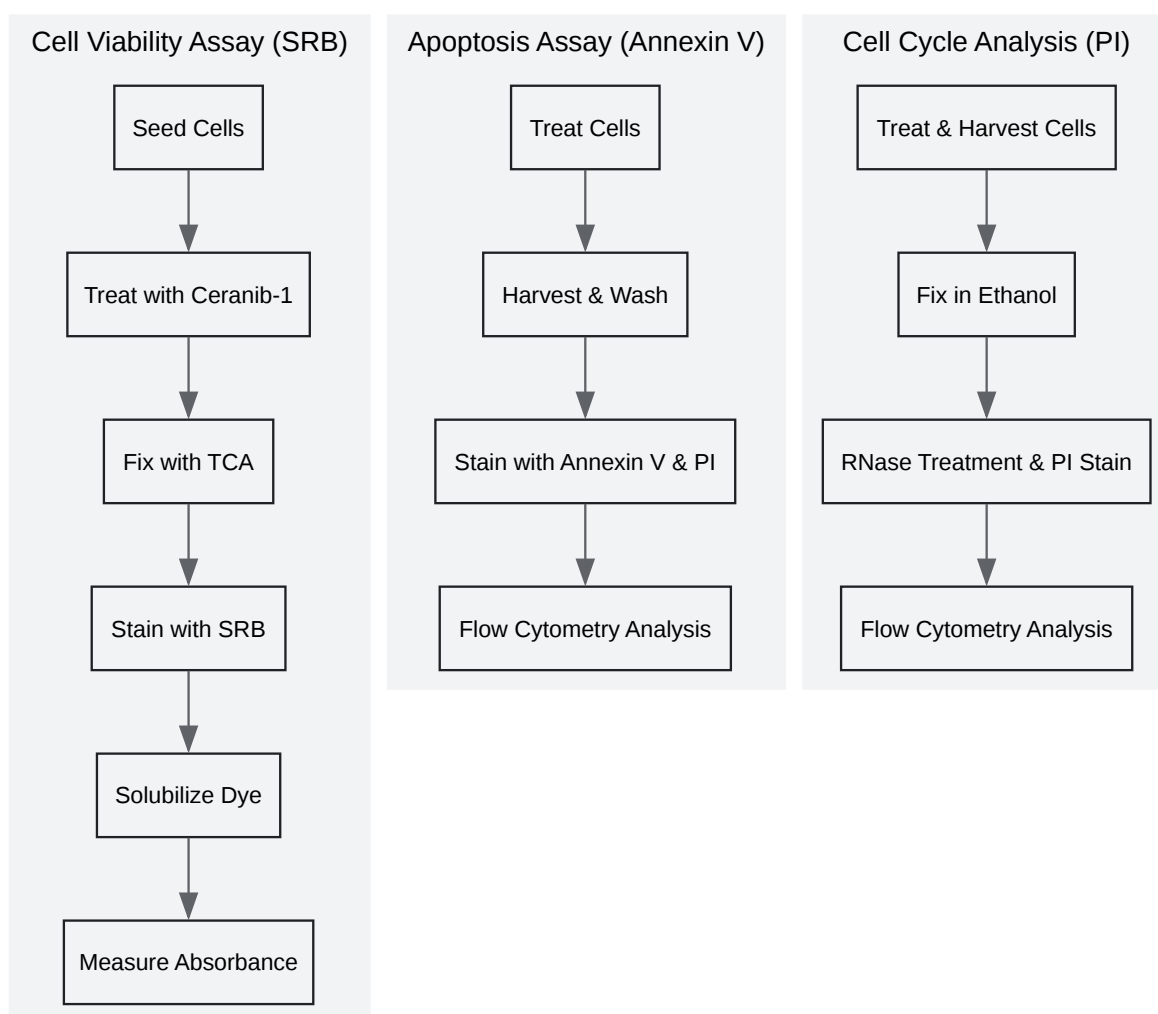 Cell Viability Assay (SRB)
Seed Cells
Treat with Ceranib-1
Fix with TCA
Stain with SRB
Solubilize Dye
Measure Absorbance
Apoptosis Assay (Annexin V)
Treat Cells
Harvest & Wash
Stain with Annexin V & PI
Flow Cytometry Analysis
Cell Cycle Analysis (PI)
Treat & Harvest Cells
Fix in Ethanol
RNase Treatment & PI Stain
Flow Cytometry Analysis